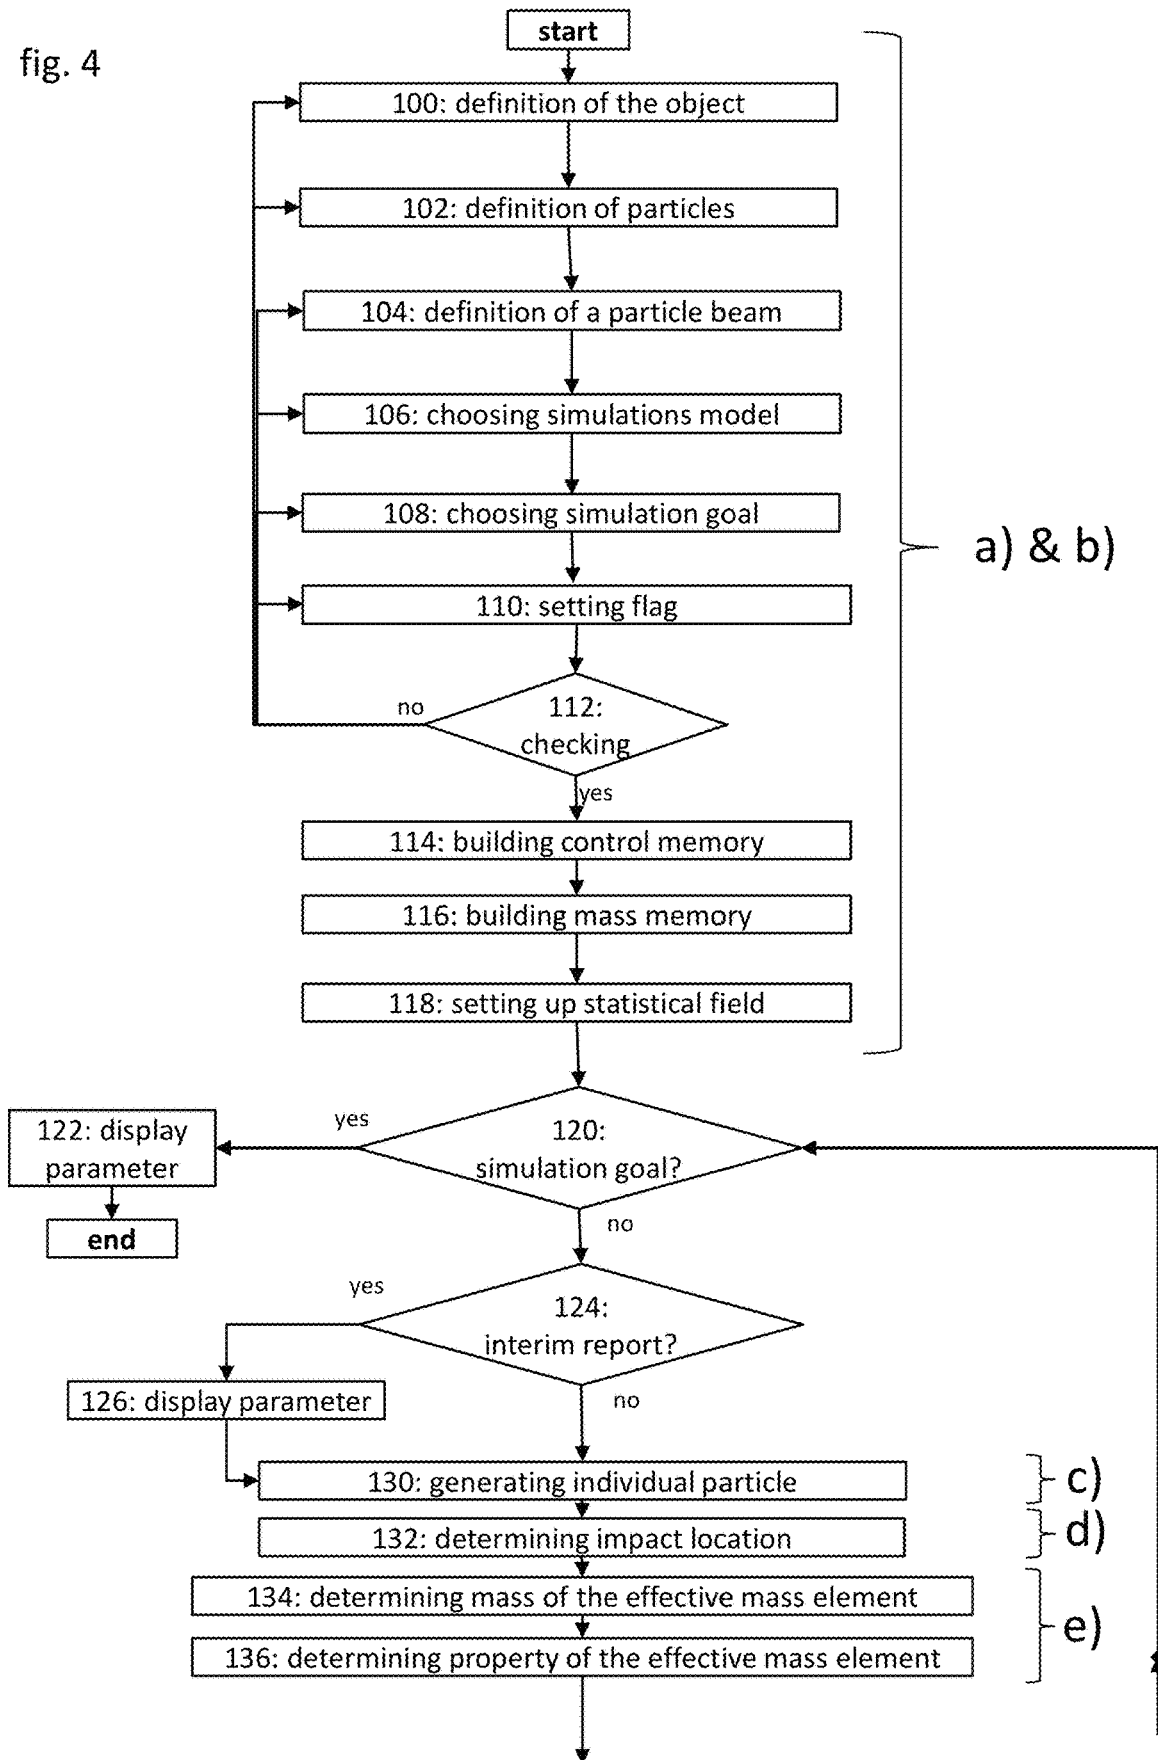 fig. 4
start
100: definition of the object
102: definition of particles
104: definition of a particle beam
106: choosing simulations model
108: choosing simulation goal
110: setting flag
a) & b)
no
112:
checking
yes
114: building control memory
116: building mass memory
118: setting up statistical field
122: display
parameter
yes
120:
simulation goal?
end
no
yes
124:
interim report?
126: display parameter
no
130: generating individual particle
c)
132: determining impact location
d)
134: determining mass of the effective mass element
e)
136: determining property of the effective mass element